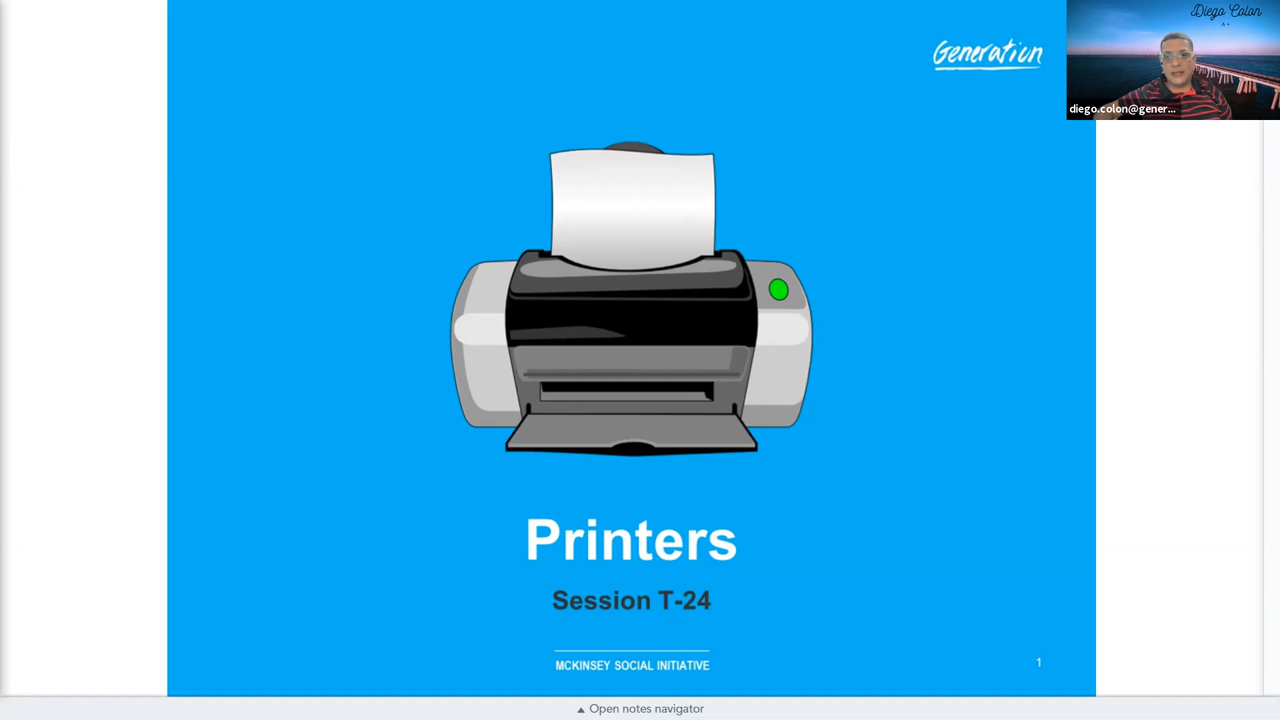 Generation
Diego Colon
A+
diego.colon@gener...
Printers
Session T-24
MCKINSEY SOCIAL INITIATIVE
1
Open notes navigator